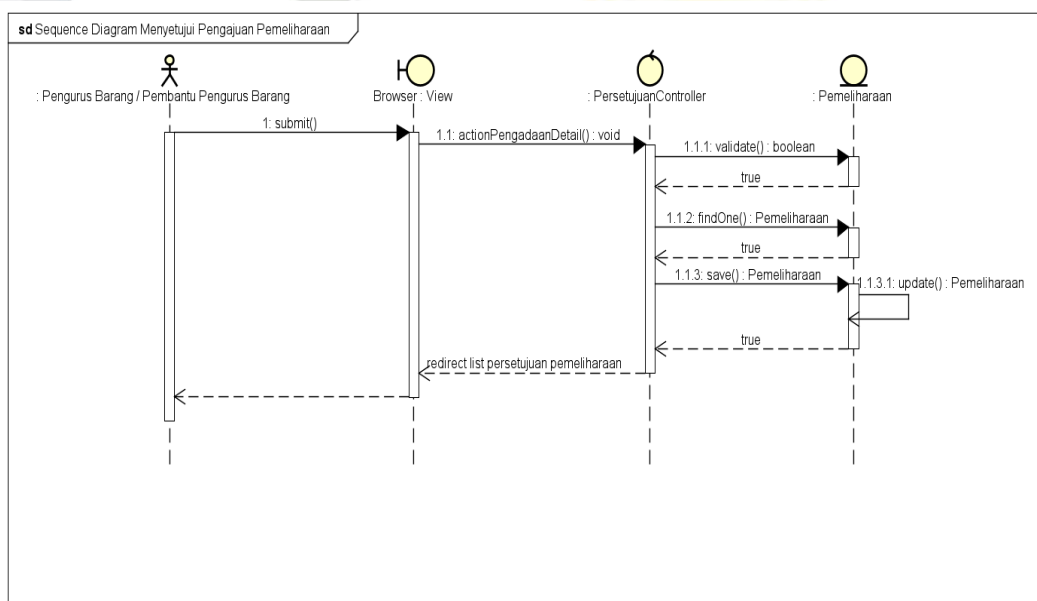 sd Sequence Diagram Menyetujui Pengajuan Pemeliharaan
: Pengurus Barang / Pembantu Pengurus Barang
Browser : View
: PersetujuanController
: Pemeliharaan
1: submit()
1.1: actionPengadaanDetail() : void
1.1.1: validate() : boolean
true
1.1.2: findOne() : Pemeliharaan
true
1.1.3: save() : Pemeliharaan
1.1.3.1: update() : Pemeliharaan
true
redirect list persetujuan pemeliharaan